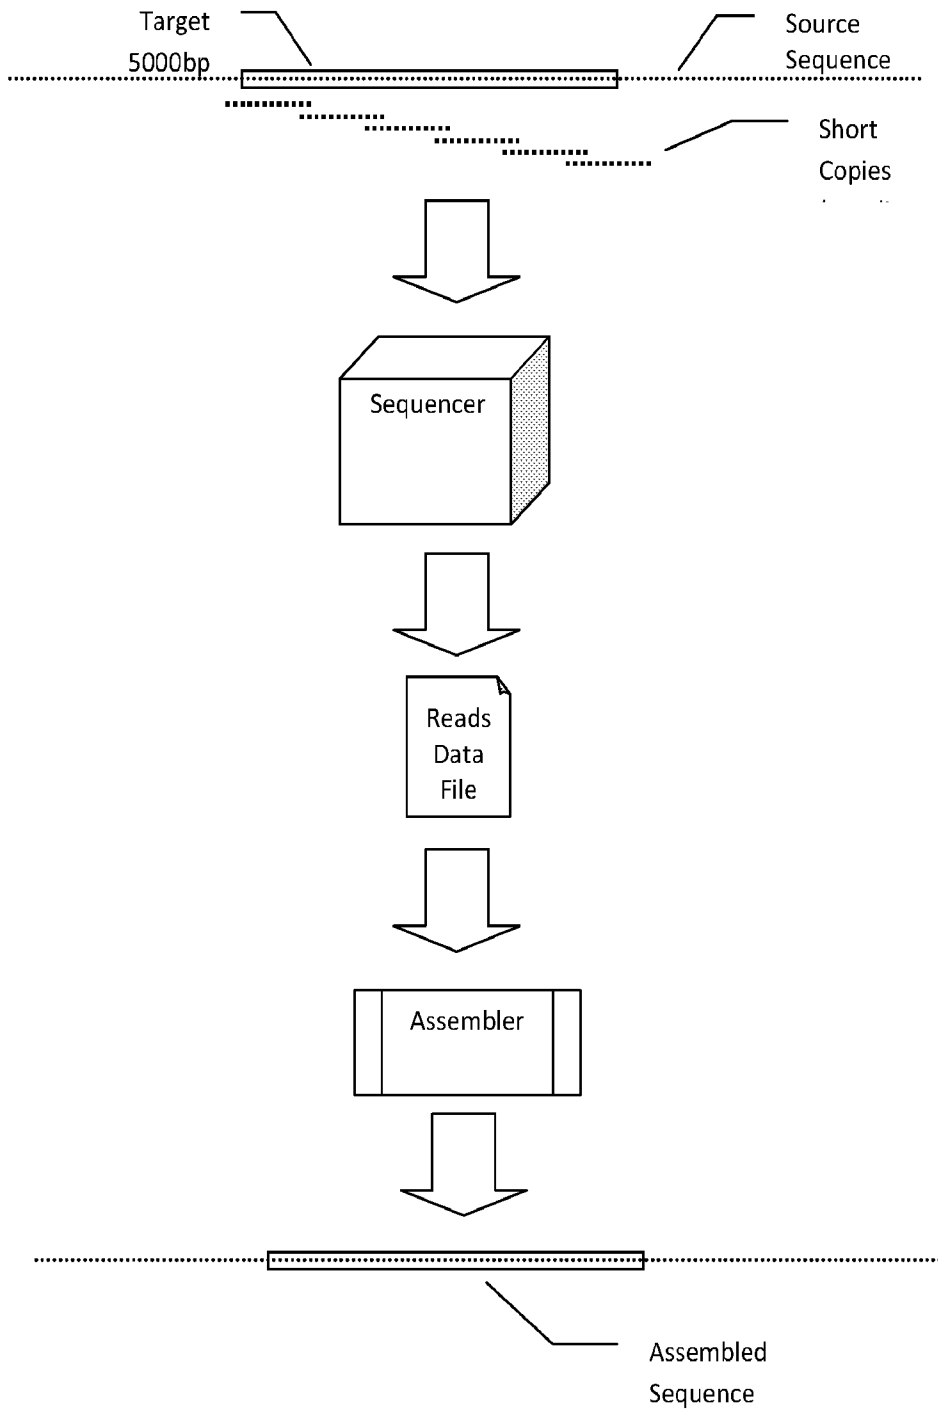 Target
5000bp
Source
Sequence
Short
Copies
Sequencer
Reads
Data
File
Assembler
Assembled
Sequence